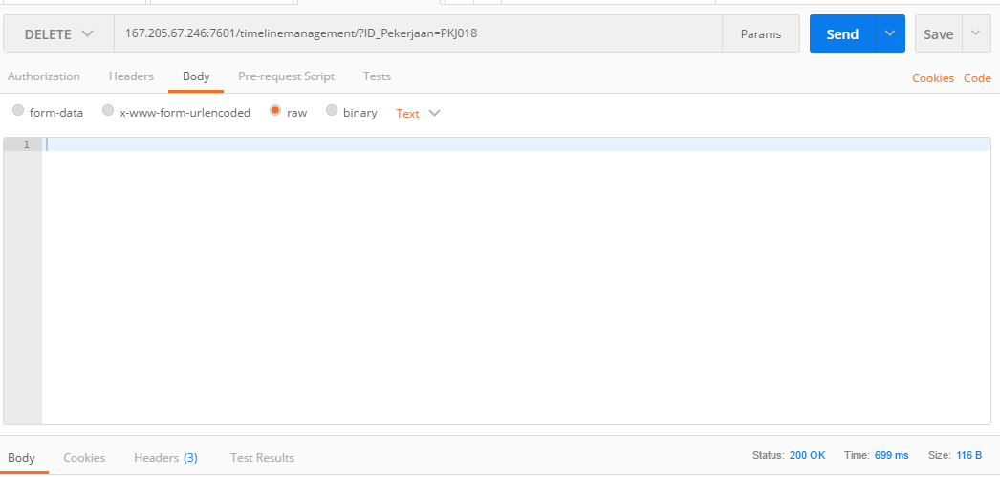 DELETE 167.205.67.246:7601/timelinemanagement/?ID_Pekerjaan=PKJ018 Params Send Save
Authorization Headers Body Pre-request Script Tests Cookies Code
form-data x-www-form-urlencoded raw binary Text
1
Body Cookies Headers (3) Test Results Status: 200 OK Time: 699 ms Size: 116 B